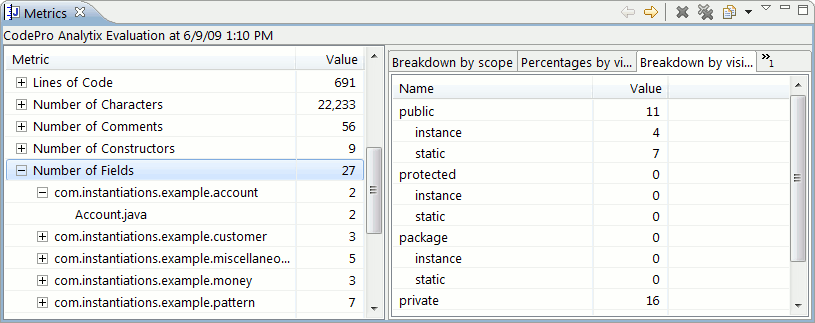 Metrics
CodePro Analytix Evaluation at 6/9/09 1:10 PM
Metric Value
Lines of Code 691
Number of Characters 22,233
Number of Comments 56
Number of Constructors 9
Number of Fields 27
com.instantiations.example.account 2
Account.java 2
com.instantiations.example.customer 3
com.instantiations.example.miscellaneo... 5
com.instantiations.example.money 3
com.instantiations.example.pattern 7
Breakdown by scope Percentages by vi... Breakdown by visi... »1
Name Value
public 11
instance 4
static 7
protected 0
instance 0
static 0
package 0
instance 0
static 0
private 16